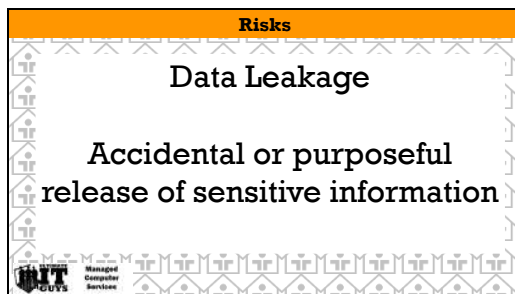 Risks
Data Leakage
Accidental or purposeful
release of sensitive information
IT
GUYS
Managed
Computer
Services